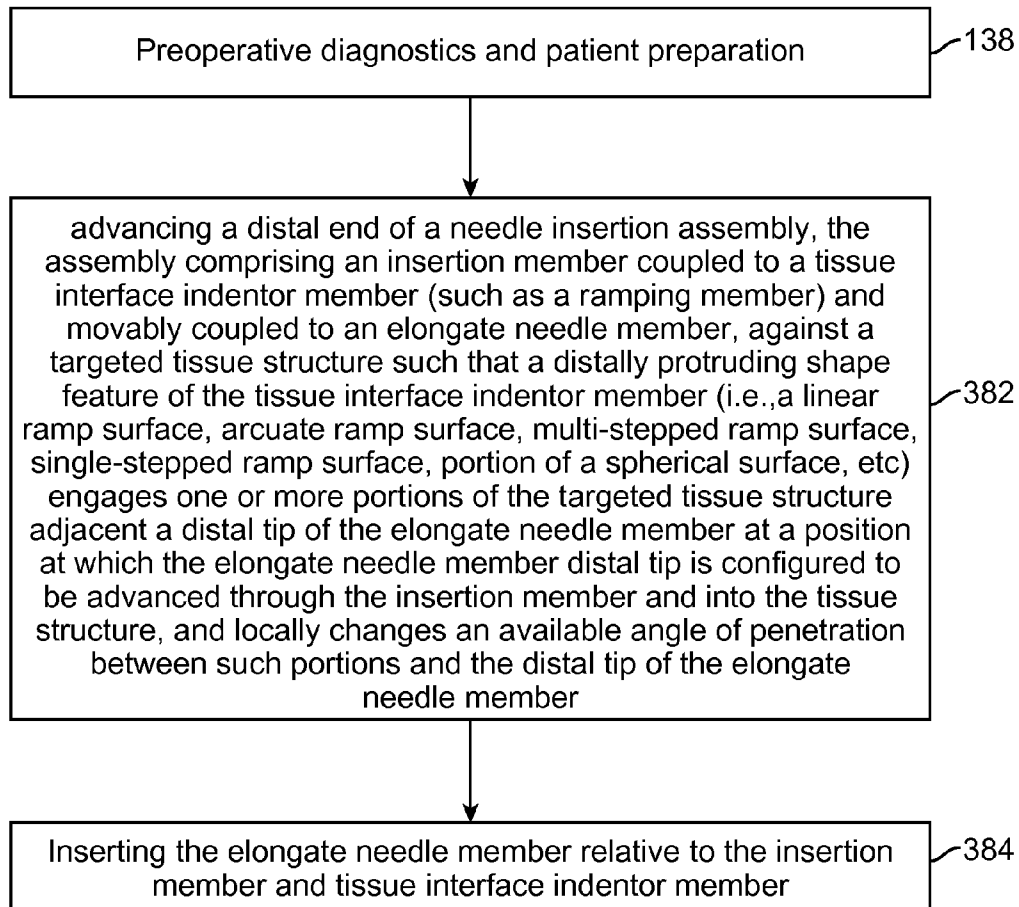 Preoperative diagnostics and patient preparation
138
advancing a distal end of a needle insertion assembly, the
assembly comprising an insertion member coupled to a tissue
interface indentor member (such as a ramping member) and
movably coupled to an elongate needle member, against a
targeted tissue structure such that a distally protruding shape
feature of the tissue interface indentor member (i.e.,a linear
ramp surface, arcuate ramp surface, multi-stepped ramp surface,
single-stepped ramp surface, portion of a spherical surface, etc)
engages one or more portions of the targeted tissue structure
adjacent a distal tip of the elongate needle member at a position
at which the elongate needle member distal tip is configured to
be advanced through the insertion member and into the tissue
structure, and locally changes an available angle of penetration
between such portions and the distal tip of the elongate
needle member
382
Inserting the elongate needle member relative to the insertion
member and tissue interface indentor member
384